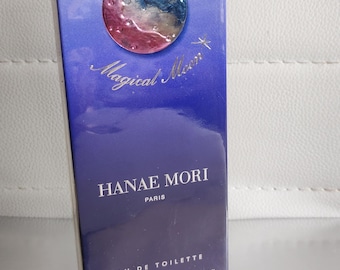 Magical Moon
HANAE MORI
PARIS
DE TOILETTE